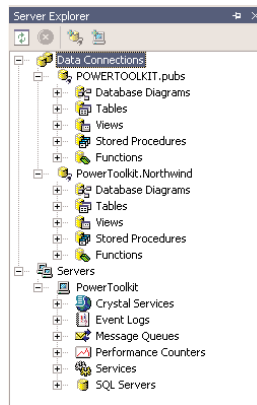 Server Explorer
Data Connections
POWERTOOLKIT.pubs
Database Diagrams
Tables
Views
Stored Procedures
Functions
PowerToolkit.Northwind
Database Diagrams
Tables
Views
Stored Procedures
Functions
Servers
PowerToolkit
Crystal Services
Event Logs
Message Queues
Performance Counters
Services
SQL Servers